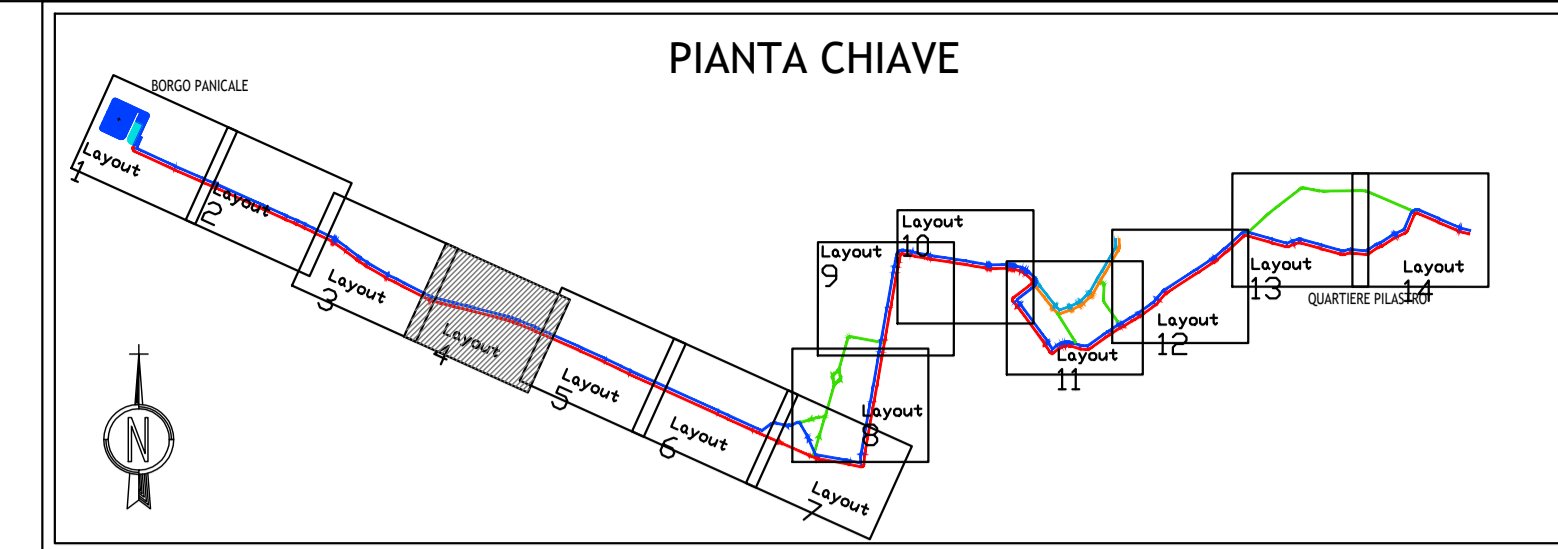 PIANTA CHIAVE
BORGO PANICALE
Layout
1
Layout
2
Layout
3
Layout
4
Layout
5
Layout
6
Layout
7
Layout
8
Layout
9
Layout
10
Layout
11
Layout
12
Layout
13
Layout
14
QUARTIERE PILASTRO
N